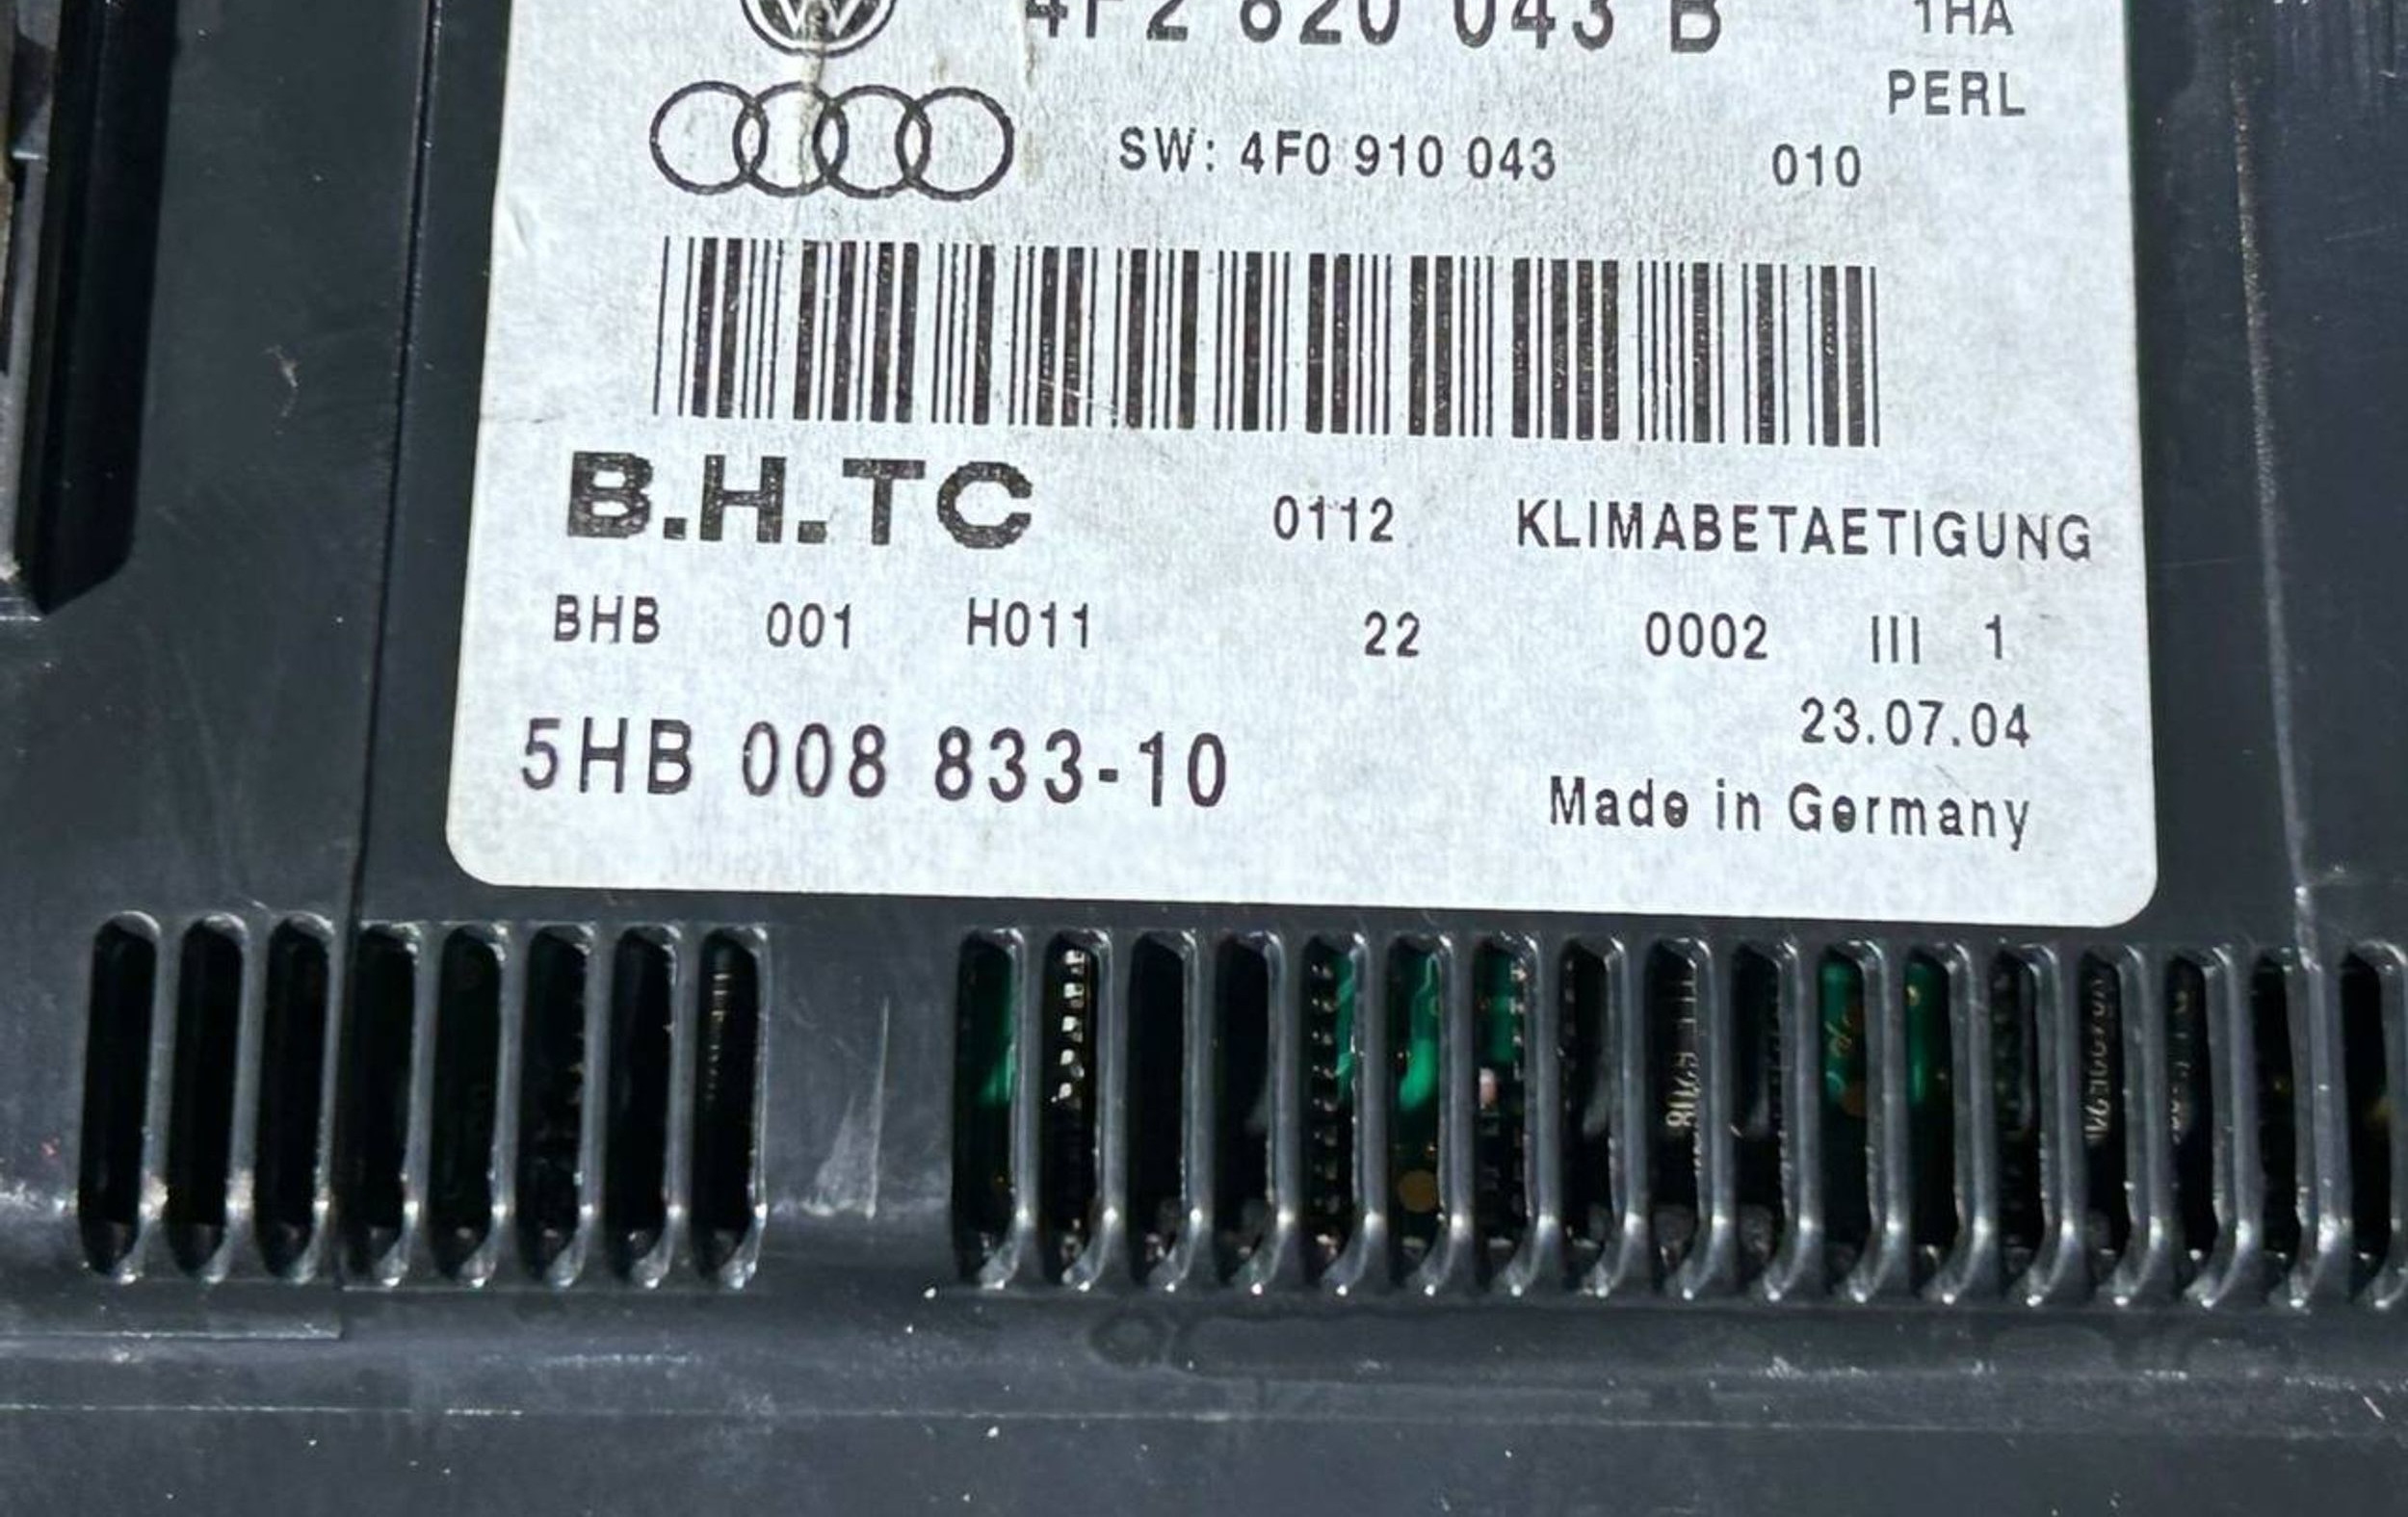 4F2 820 043 B 1HA
PERL
SW: 4F0 910 043 010
B.H.TC 0112 KLIMABETAETIGUNG
BHB 001 H011 22 0002 III 1
23.07.04
5HB 008 833-10
Made in Germany